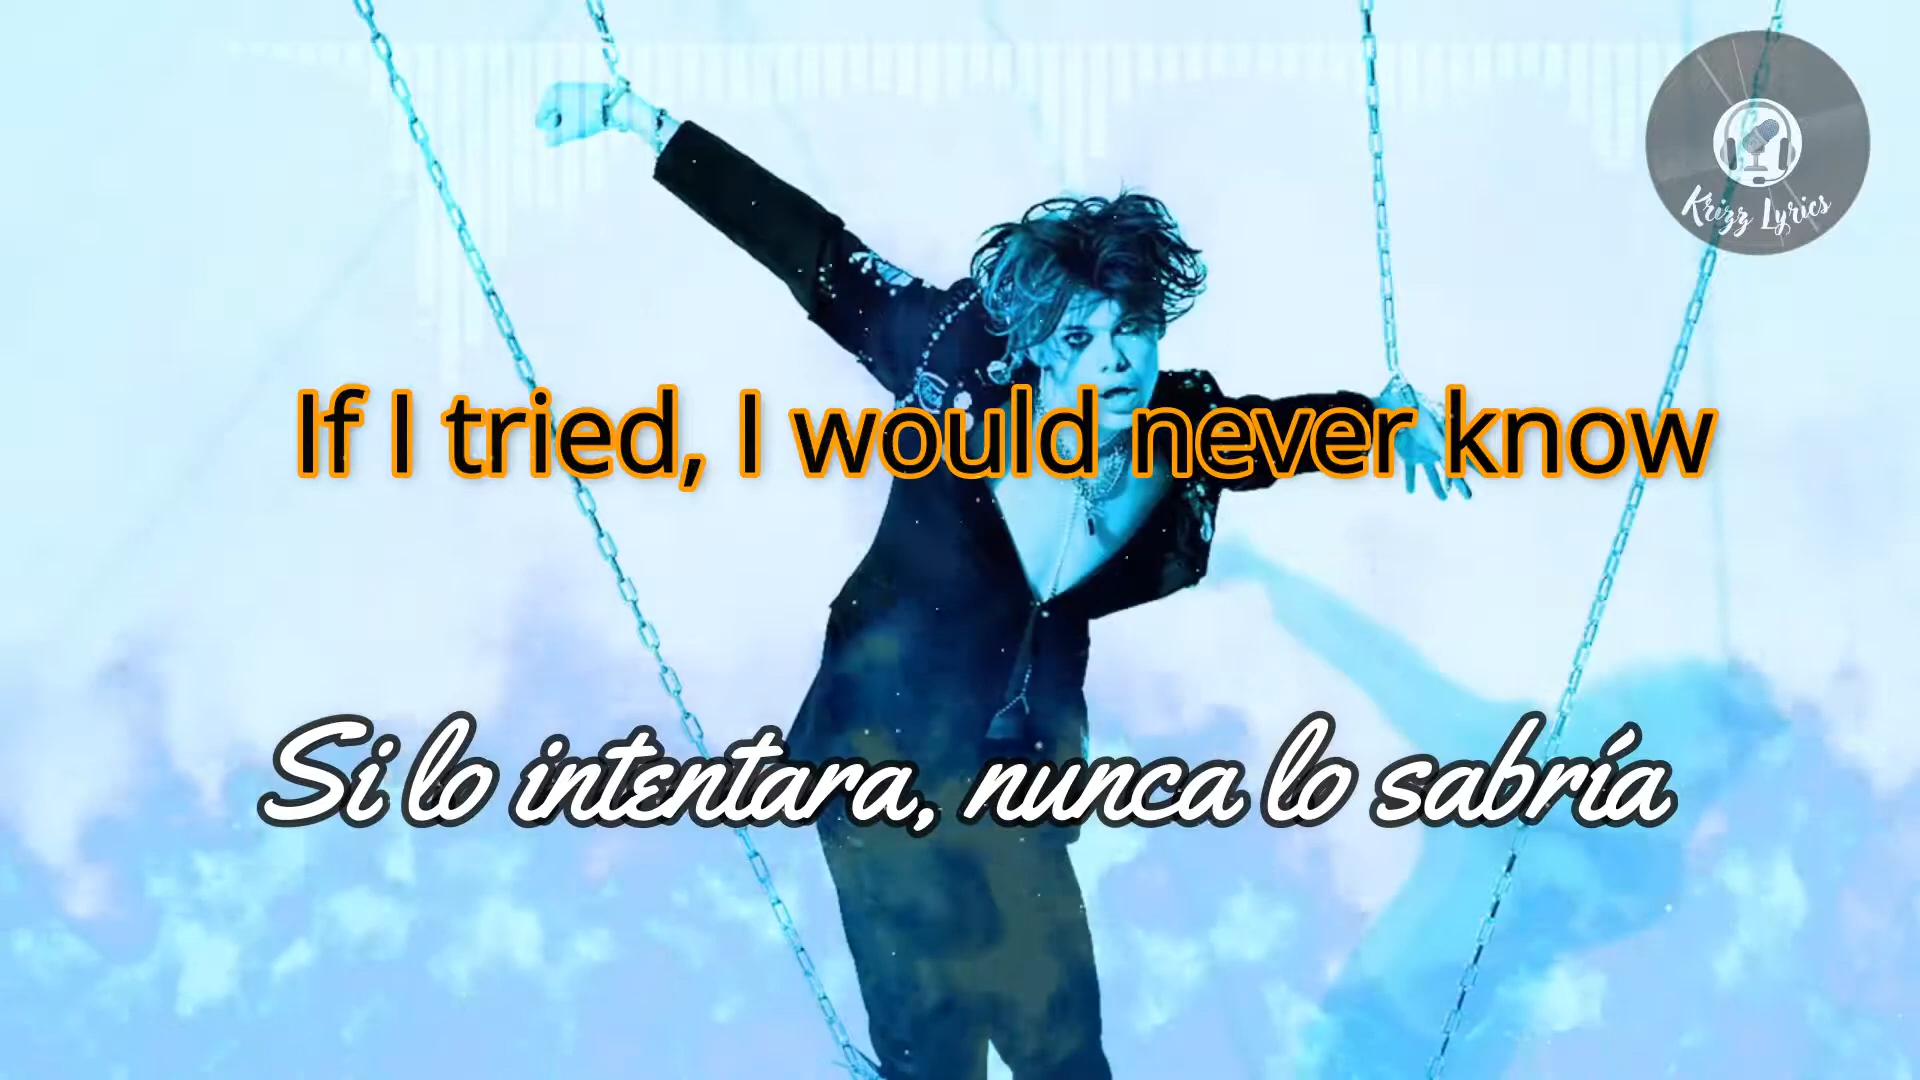 Krizz Lyrics
If I tried, I would never know
Si lo intentara, nunca lo sabría